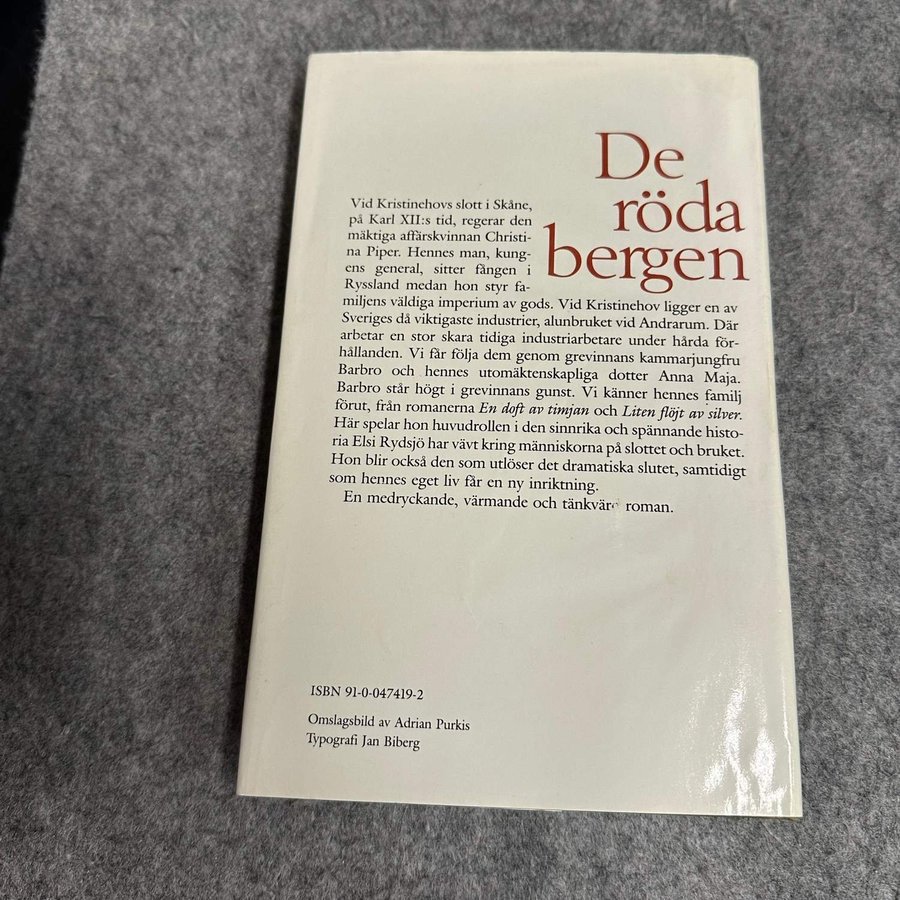 De
röda
bergen
Vid Kristinehovs slott i Skåne,
på Karl XII:s tid, regerar den
mäktiga affärskvinnan Christi-
na Piper. Hennes man, kung-
ens general, sitter fången i
Ryssland medan hon styr fa-
miljens väldiga imperium av gods. Vid Kristinehov ligger en av
Sveriges då viktigaste industrier, alunbruket vid Andrarum. Där
arbetar en stor skara tidiga industriarbetare under hårda för-
hållanden. Vi får följa dem genom grevinnans kammarjungfru
Barbro och hennes utomäktenskapliga dotter Anna Maja.
Barbro står högt i grevinnans gunst. Vi känner hennes familj
förut, från romanerna En doft av timjan och Liten flöjt av silver.
Här spelar hon huvudrollen i den sinnrika och spännande histo-
ria Elsi Rydsjö har vävt kring människorna på slottet och bruket.
Hon blir också den som utlöser det dramatiska slutet, samtidigt
som hennes eget liv får en ny inriktning.
En medryckande, värmande och tänkvärd roman.
ISBN 91-0-047419-2
Omslagsbild av Adrian Purkis
Typografi Jan Biberg